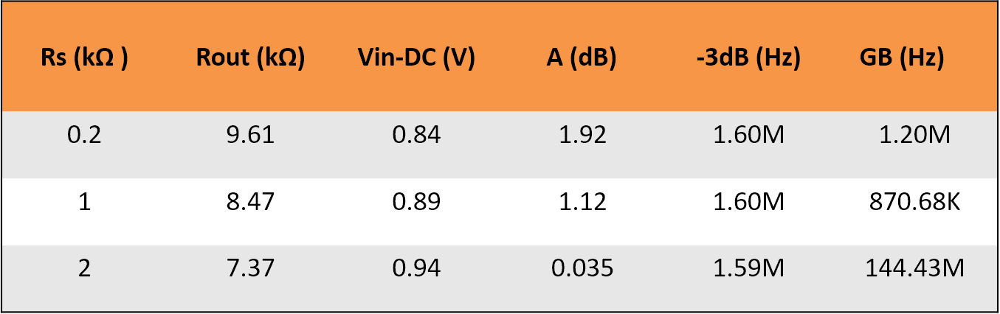 Rs (kΩ ) Rout (kΩ) Vin-DC (V) A (dB) -3dB (Hz) GB (Hz)
0.2 9.61 0.84 1.92 1.60M 1.20M
1 8.47 0.89 1.12 1.60M 870.68K
2 7.37 0.94 0.035 1.59M 144.43M